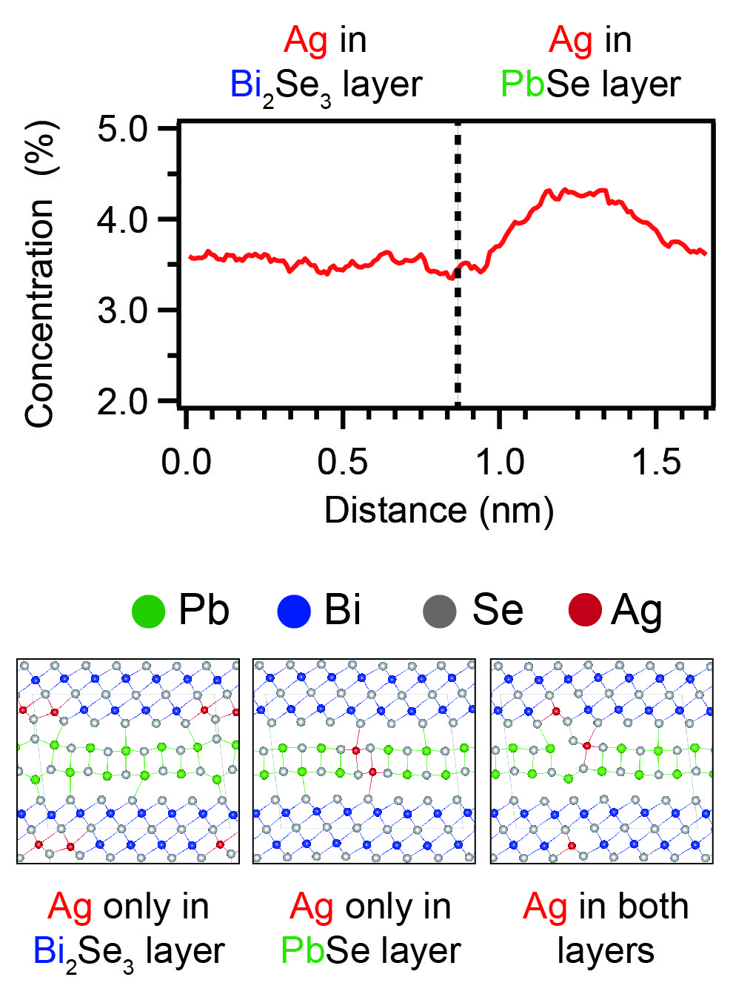 Ag in
Bi₂Se₃ layer
Ag in
PbSe layer
Concentration (%)
5.0
4.0
3.0
2.0
0.0
0.5
1.0
1.5
Distance (nm)
Pb
Bi
Se
Ag
Ag only in
Bi₂Se₃ layer
Ag only in
PbSe layer
Ag in both
layers